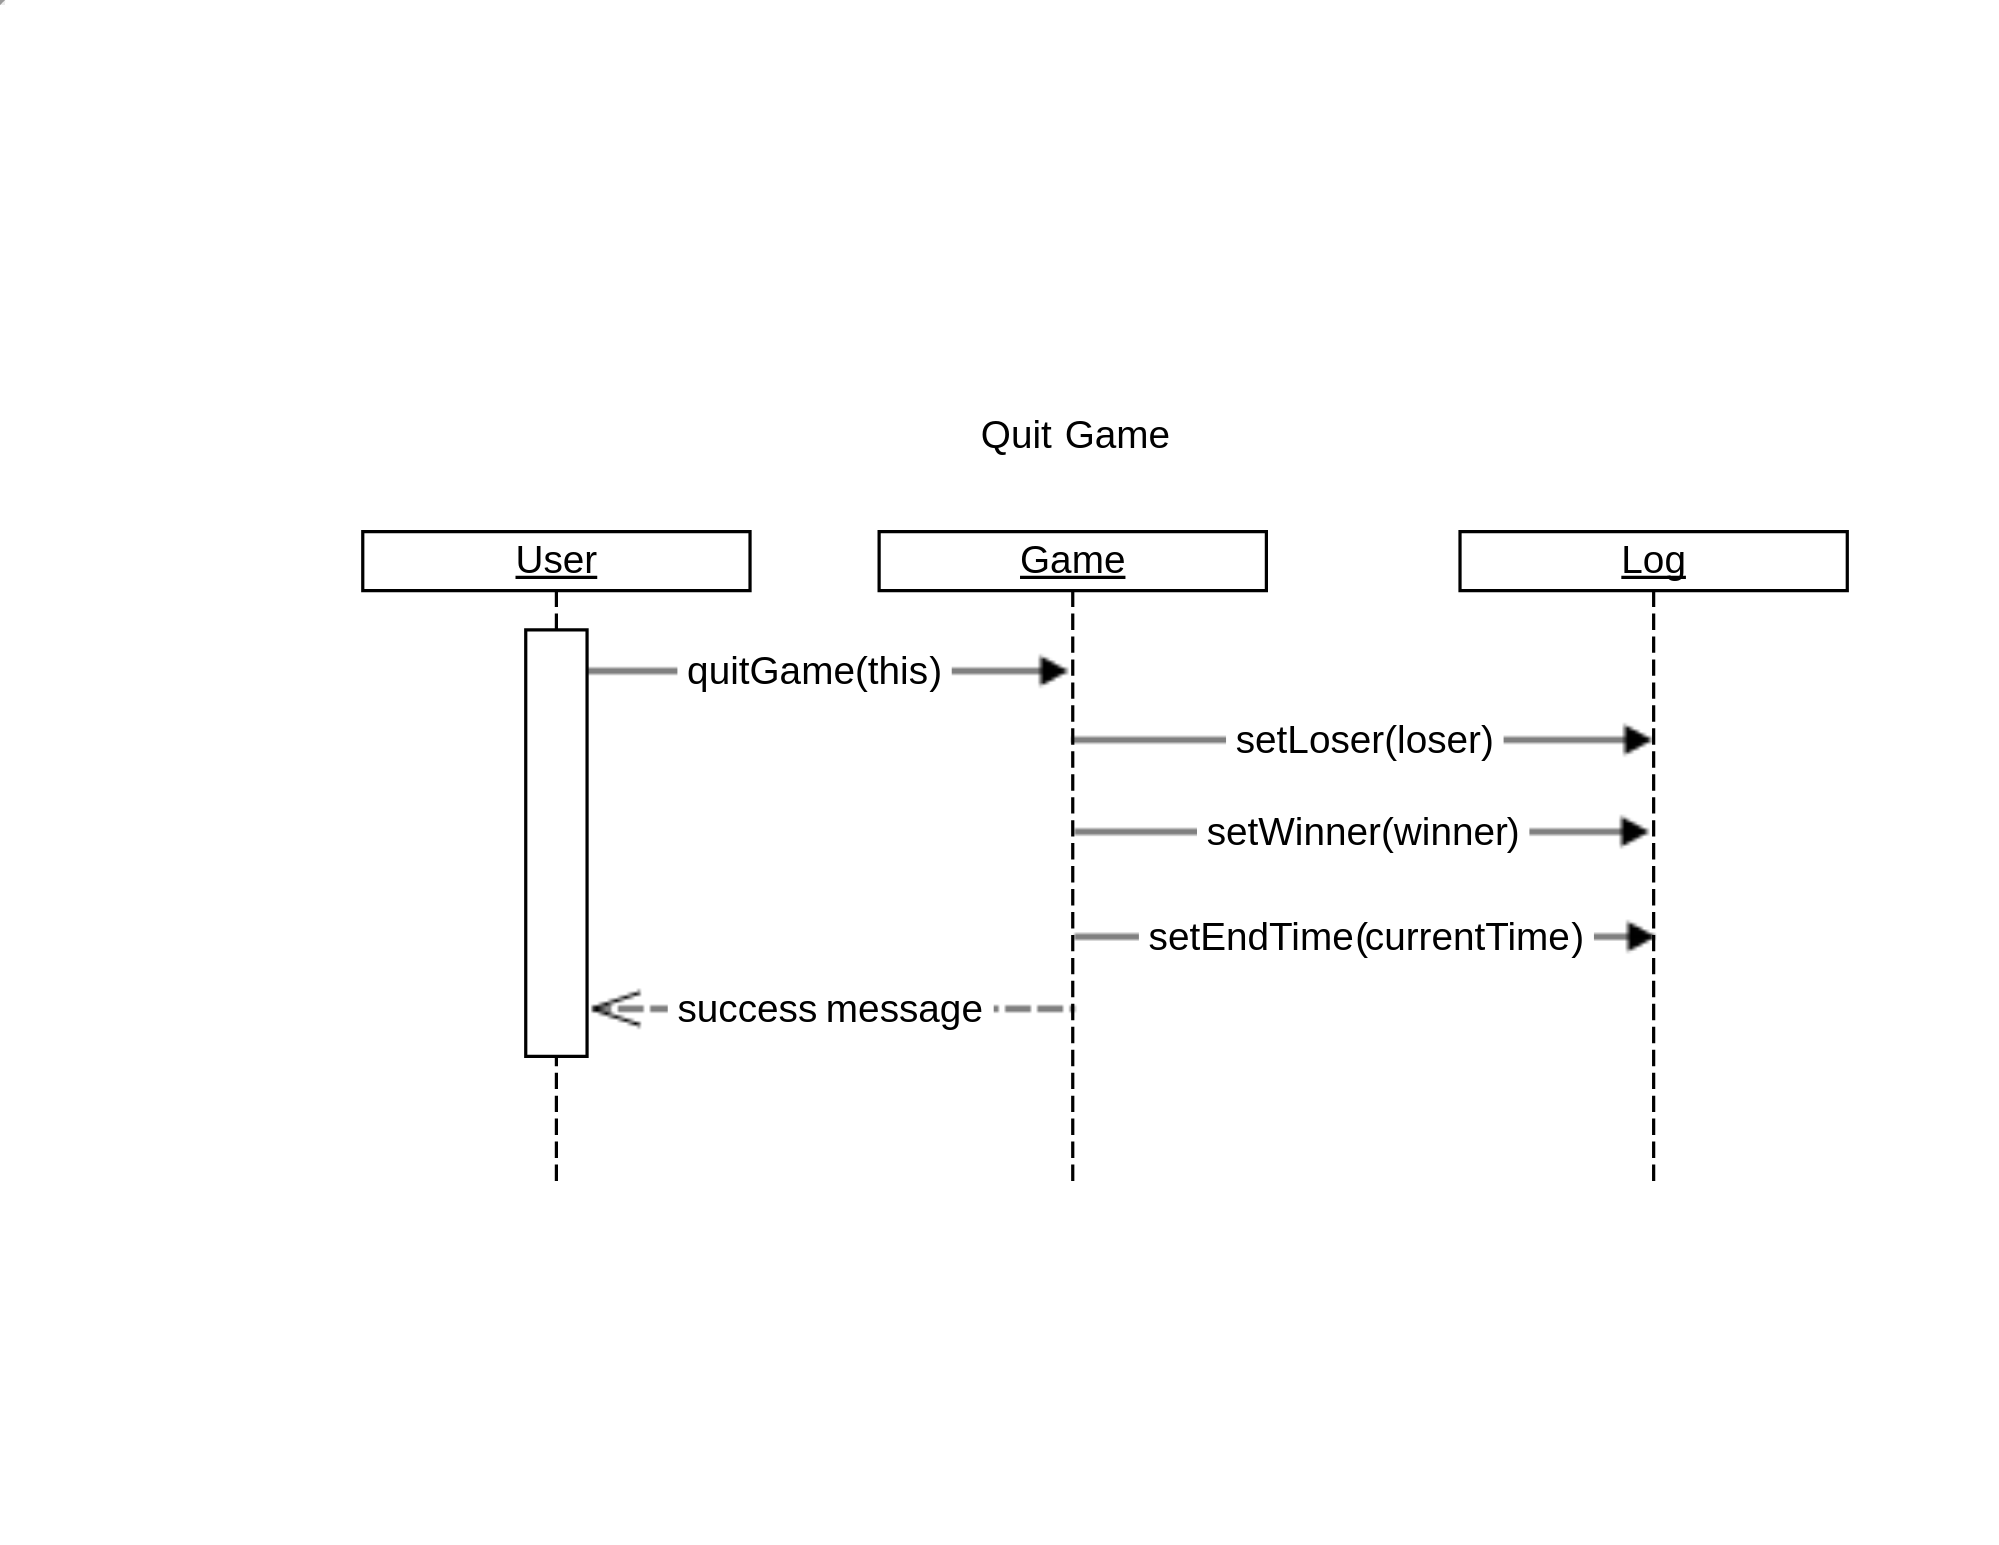 Quit Game
User
Game
Log
quitGame(this)
setLoser(loser)
setWinner(winner)
setEndTime(currentTime)
success message